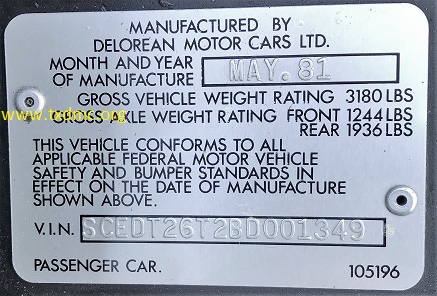 MANUFACTURED BY
DELOREAN MOTOR CARS LTD.
MONTH AND YEAR
OF MANUFACTURE MAY. 81
GROSS VEHICLE WEIGHT RATING 3180 LBS
www.txdmc.org
GROSS AXLE WEIGHT RATING FRONT 1244 LBS
REAR 1936 LBS
THIS VEHICLE CONFORMS TO ALL
APPLICABLE FEDERAL MOTOR VEHICLE
SAFETY AND BUMPER STANDARDS IN
EFFECT ON THE DATE OF MANUFACTURE
SHOWN ABOVE.
V.I.N. SCEDT26T2BD001349
PASSENGER CAR. 105196